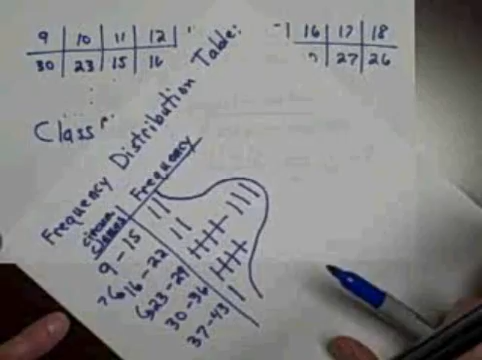 9 10 11 12
30 23 15 16
16 17 18
27 26
Class
Frequency Distribution Table:
classes Frequency
9-15 ||
16-22 ||
23-29 |||| |||
30-36 ||||
37-43 |